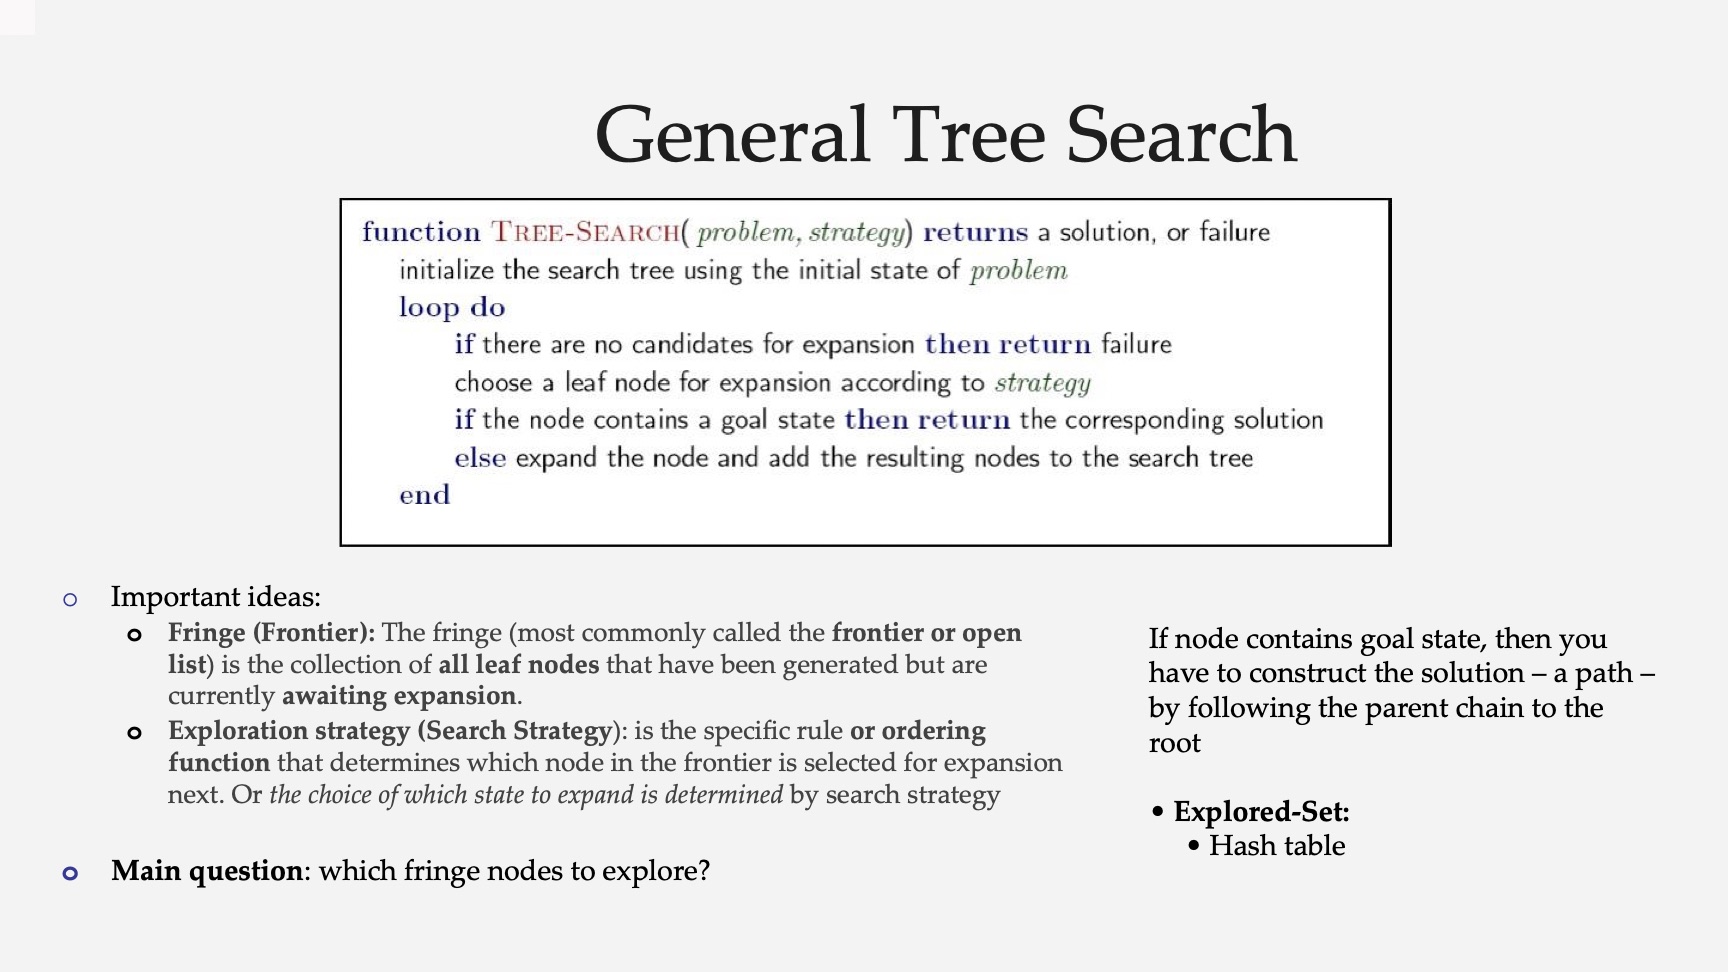 General Tree Search
function TREE-SEARCH( problem, strategy) returns a solution, or failure
initialize the search tree using the initial state of problem
loop do
if there are no candidates for expansion then return failure
choose a leaf node for expansion according to strategy
if the node contains a goal state then return the corresponding solution
else expand the node and add the resulting nodes to the search tree
end
o Important ideas:
o Fringe (Frontier): The fringe (most commonly called the frontier or open
list) is the collection of all leaf nodes that have been generated but are
currently awaiting expansion.
o Exploration strategy (Search Strategy): is the specific rule or ordering
function that determines which node in the frontier is selected for expansion
next. Or the choice of which state to expand is determined by search strategy
o Main question: which fringe nodes to explore?
If node contains goal state, then you
have to construct the solution – a path –
by following the parent chain to the
root
• Explored-Set:
• Hash table